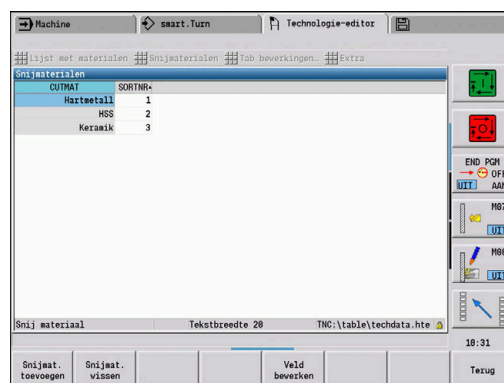 Machine
smart.Turn
Technologie-editor
Lijst met materialen Snijmaterialen Tab bewerkingen… Extra
Snijmaterialen
CUTMAT SORTNR
Hartmetall 1
HSS 2
Keramik 3
END PGM
OFF
UIT AAN
M07
UIT
M08
UIT
Snij materiaal Tekstbreedte 20 TNC:\table\techdata.hte
10:31
Snijmat. toevoegen
Snijmat. wissen
Veld bewerken
Terug